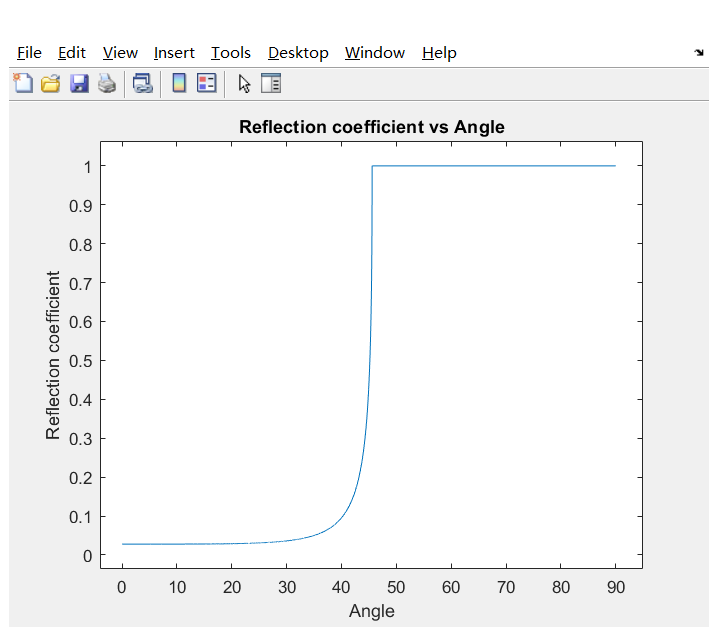 File Edit View Insert Tools Desktop Window Help
Reflection coefficient vs Angle
1
0.9
0.8
0.7
0.6
0.5
0.4
0.3
0.2
0.1
0
Reflection coefficient
0 10 20 30 40 50 60 70 80 90
Angle